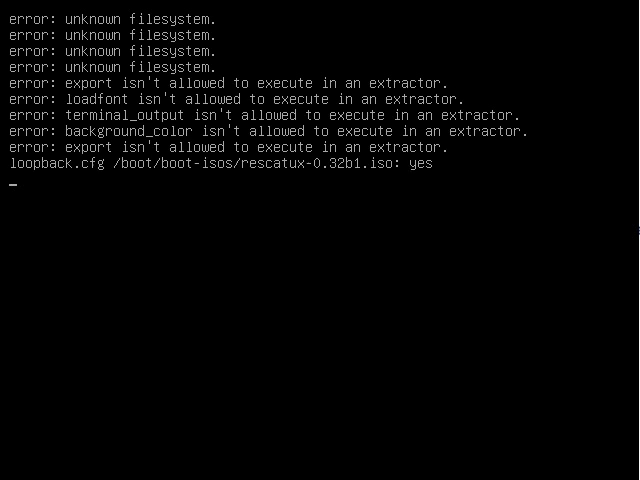 error: unknown filesystem.
error: unknown filesystem.
error: unknown filesystem.
error: unknown filesystem.
error: export isn't allowed to execute in an extractor.
error: loadfont isn't allowed to execute in an extractor.
error: terminal_output isn't allowed to execute in an extractor.
error: background_color isn't allowed to execute in an extractor.
error: export isn't allowed to execute in an extractor.
loopback.cfg /boot/boot-isos/rescatux-0.32b1.iso: yes